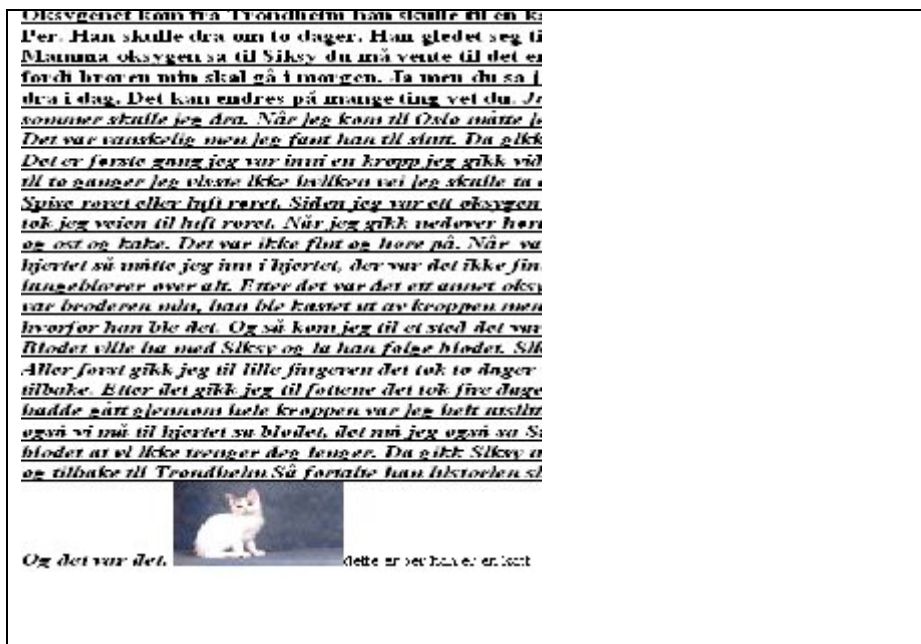 Oksygenet kom fra Trondheim han skulle til en
Per. Han skulle dra om to dager. Han gledet seg
Mamma oksygen sa til Siksy du må vente til det
fordi broren min skal gå i morgen. Ja men du sa
dra i dag. Det kan endres på mange ting vet du.
sommer skulle jeg dra. Når jeg kom til Oslo måtte
Det var vanskelig men jeg fant han til slutt. Da gikk
Det er første gang jeg var inni en kropp jeg gikk
til to ganger jeg visste ikke hvilken vei jeg skulle ta
Spise røret eller luft røret. Siden jeg var ett oksygen
tok jeg veien til luft røret. Når jeg gikk nedover
og ost og kake. Det var ikke og høre på. Når
hjertet så måtte jeg inn i hjertet, der var det ikke
lungeblærer over alt. Etter det var det ett annet
var broderen min, han ble kastet ut av kroppen men
hvorfor han ble det. Og så kom jeg til et sted det var
Blodet ville ha med Siksy og la han følge blodet.
Aller først gikk jeg til lille fingeren det tok to dager
tilbake. Etter det gikk jeg til føttene det tok fire
hadde gått gjennom hele kroppen var jeg helt
også vi må til hjertet sa blodet, det må jeg også sa
blodet at vi ikke trenger deg lenger. Da gikk Siksy
og tilbake til Trondheim Så fortalte han historien
Og det var det. dette er per han er en katt